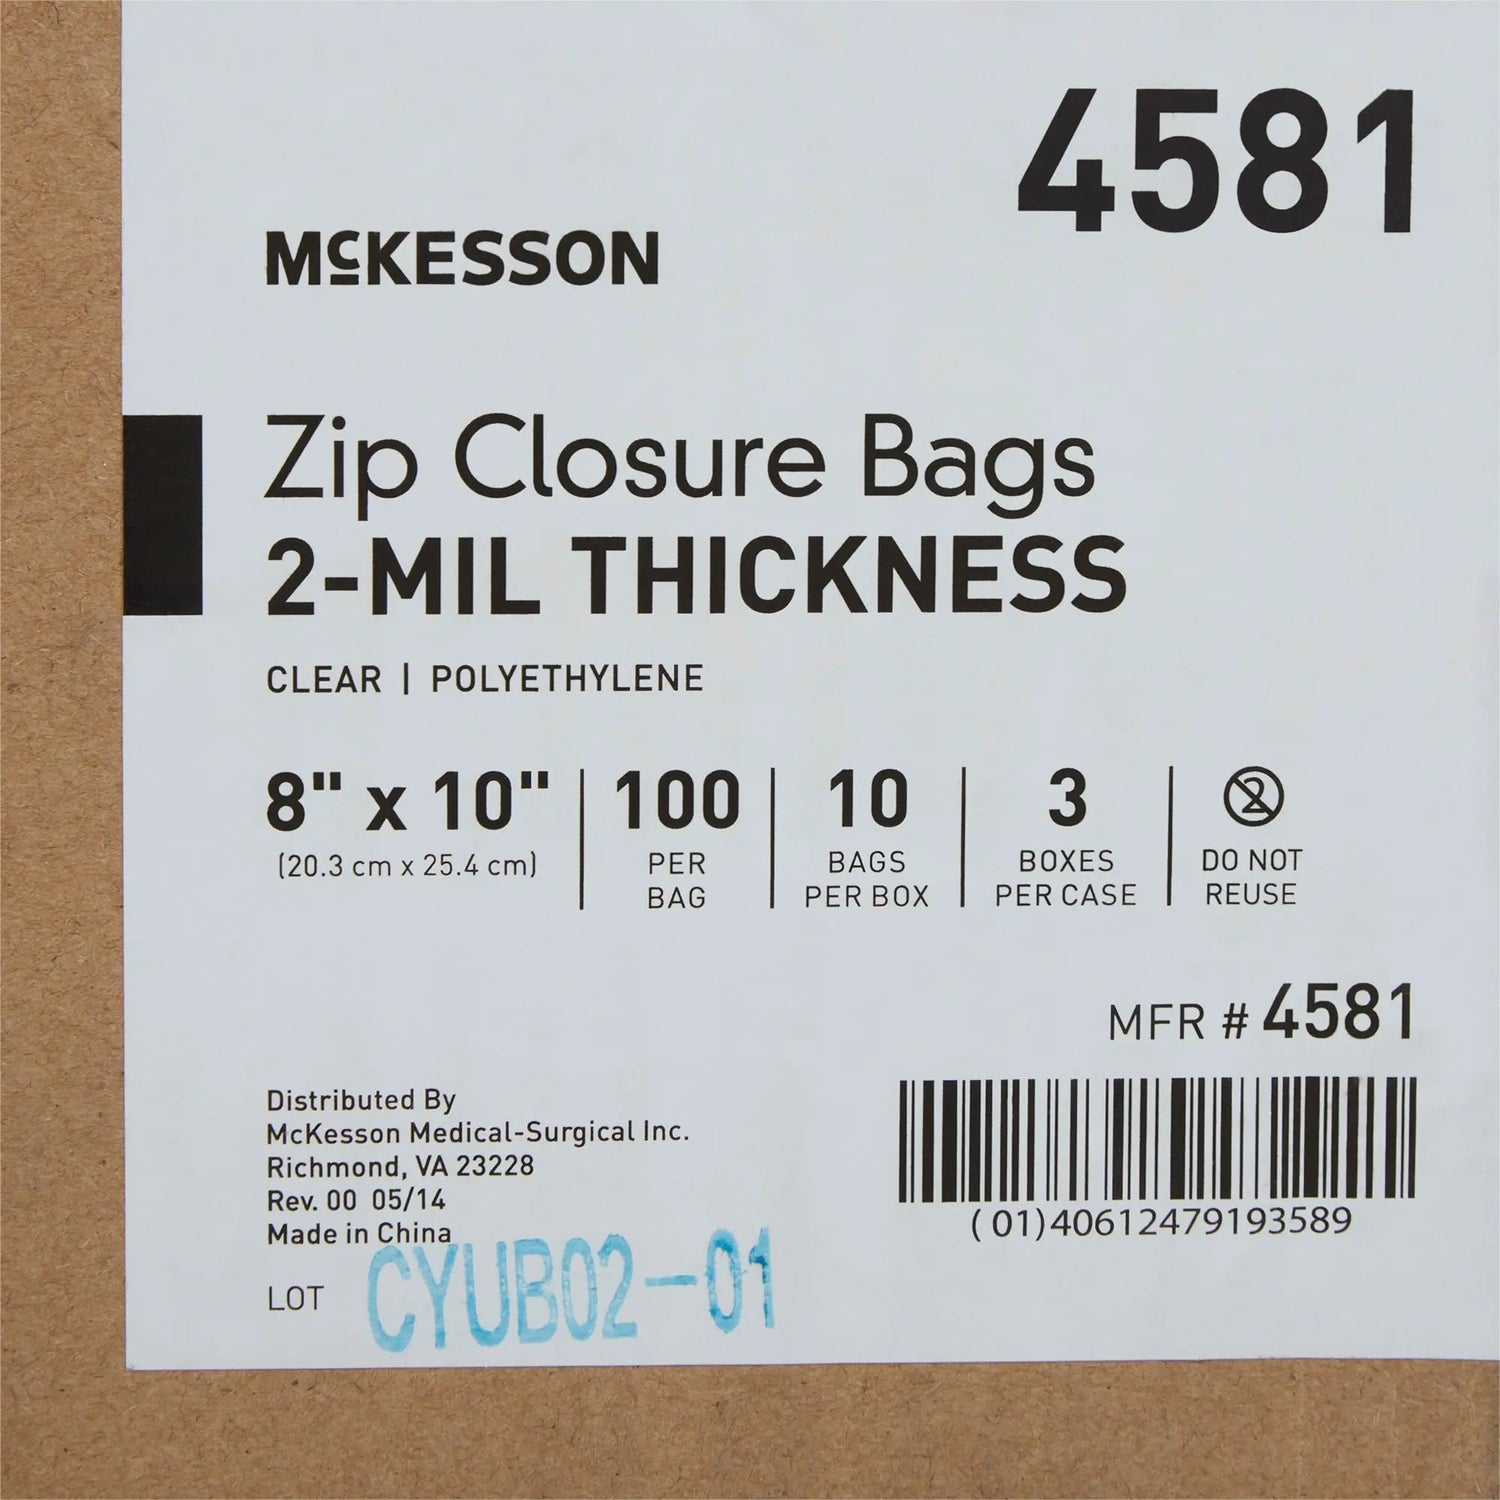 4581
McKESSON
Zip Closure Bags
2-MIL THICKNESS
CLEAR | POLYETHYLENE
8" x 10"
(20.3 cm x 25.4 cm)
100
PER
BAG
10
BAGS
PER BOX
3
BOXES
PER CASE
2
DO NOT
REUSE
MFR # 4581
(01)40612479193589
Distributed By
McKesson Medical-Surgical Inc.
Richmond, VA 23228
Rev. 00 05/14
Made in China
LOT CYUB02-01